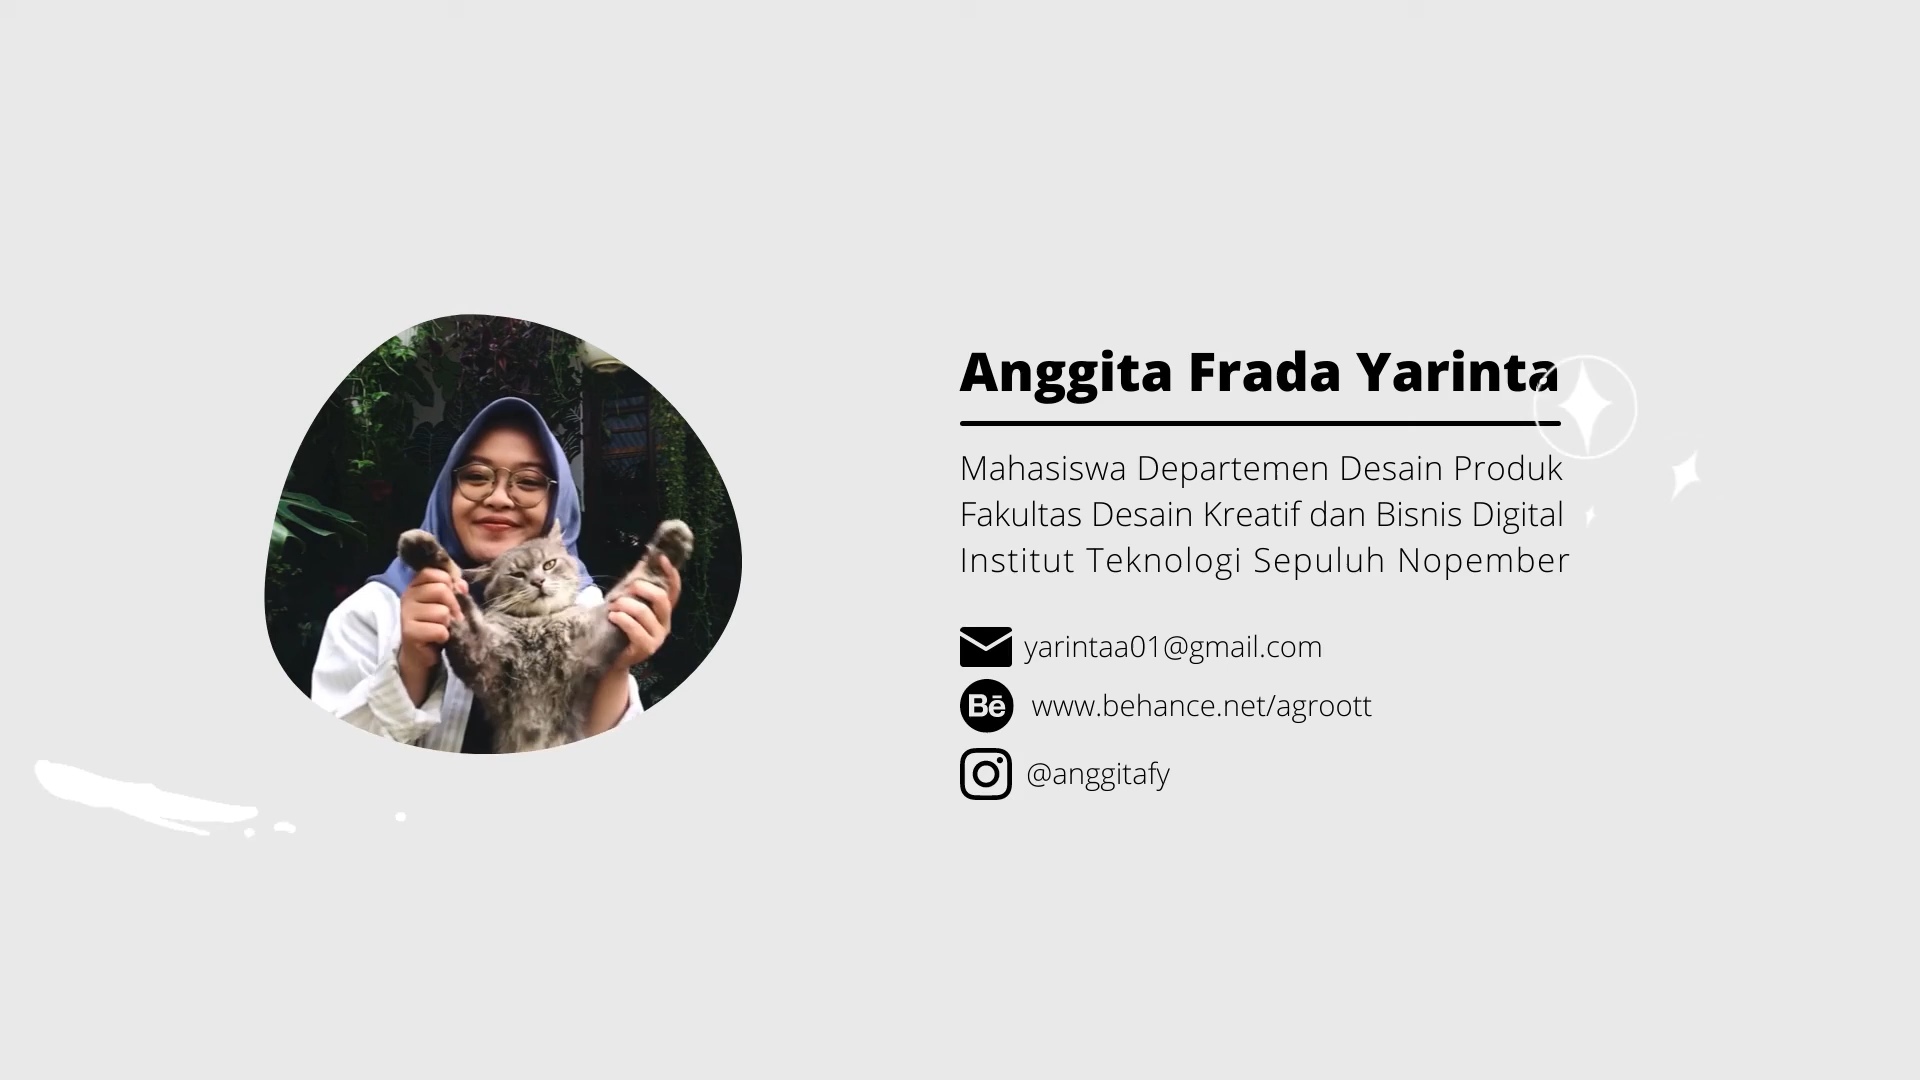 Anggita Frada Yarinta
Mahasiswa Departemen Desain Produk
Fakultas Desain Kreatif dan Bisnis Digital
Institut Teknologi Sepuluh Nopember
yarintaa01@gmail.com
Bē www.behance.net/agroott
@anggitafy